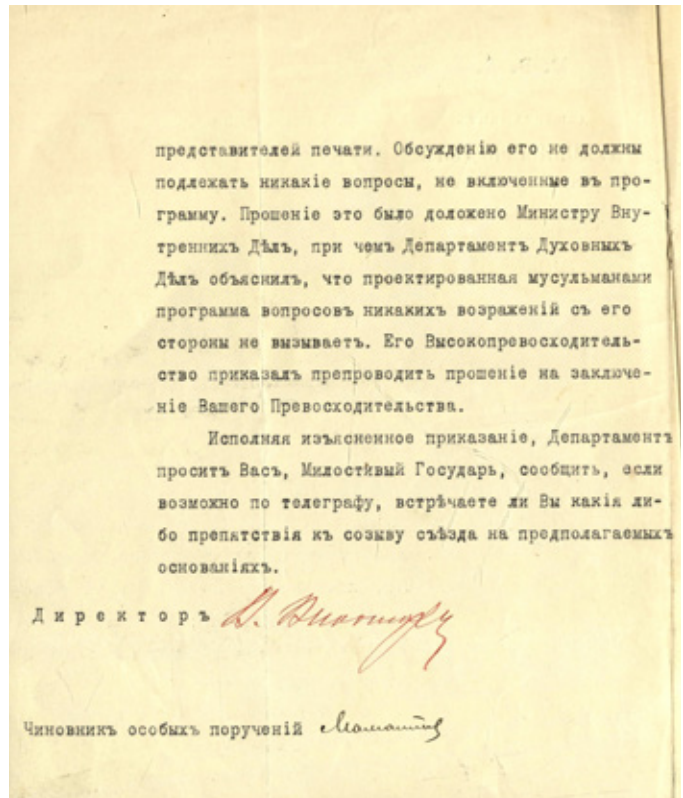 представителей печати. Обсужденію его не должны
подлежать никакіе вопросы, не включенные въ про-
грамму. Прошеніе это было доложено Министру Вну-
треннихъ Дѣлъ, при чемъ Департаментъ Духовныхъ
Дѣлъ объяснилъ, что проектированная мусульманами
программа вопросовъ никакихъ возраженій съ его
стороны не вызываетъ. Его Высокопревосходитель-
ство приказалъ препроводить прошеніе на заключе-
ніе Вашего Превосходительства.
Исполняя изъясненное приказаніе, Департаментъ
проситъ Васъ, Милостивый Государь, сообщить, если
возможно по телеграфу, встрѣчаете ли Вы какія ли-
бо препятствія къ созыву съѣзда на предполагаемыхъ
основаніяхъ.
Директоръ
Чиновникъ особыхъ порученій